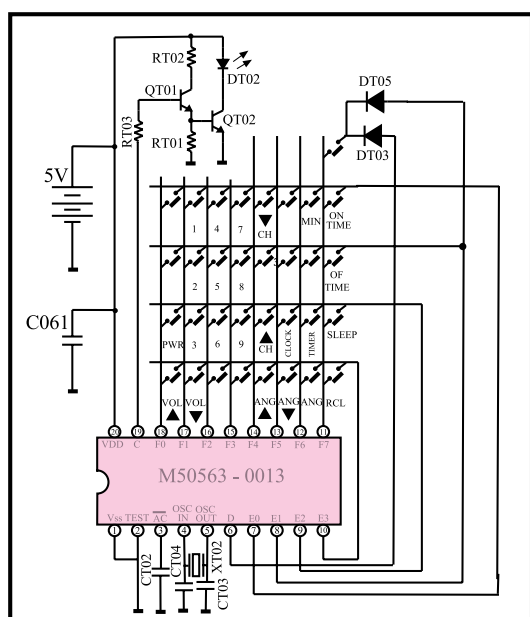 RT02
DT02
DT05
QT01
RT03
RT01
QT02
DT03
5V
1 4 7 CH MIN ON TIME
2 5 8 OF TIME
C061
PWR 3 6 9 CH CLOCK TIMER SLEEP
VOL VOL ANG ANG ANG RCL
20 19 18 17 16 15 14 13 12 11
VDD C F0 F1 F2 F3 F4 F5 F6 F7
M50563 - 0013
Vss TEST AC OSC IN OSC OUT D E0 E1 E2 E3
1 2 3 4 5 6 7 8 9 10
CT02 CT04 XT02 CT03